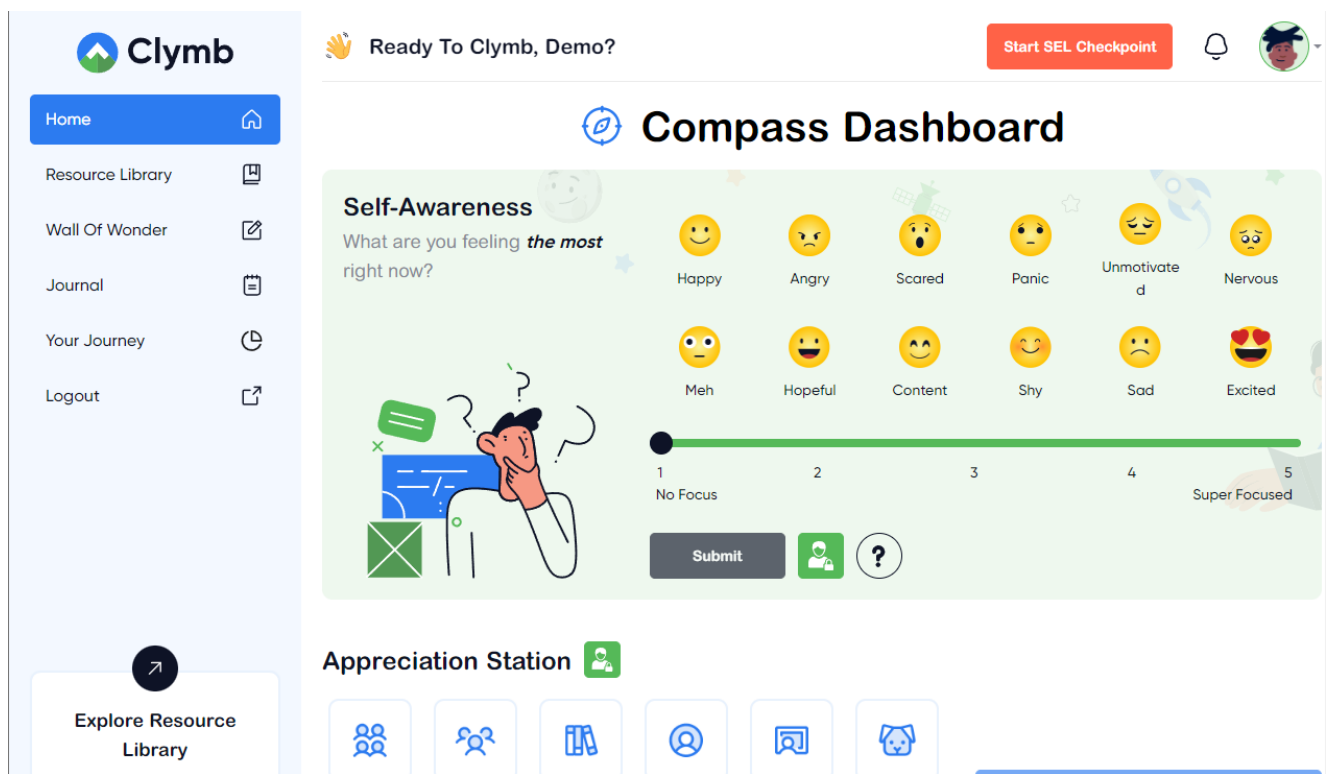 Clymb
Ready To Clymb, Demo?
Start SEL Checkpoint
Home
Resource Library
Wall Of Wonder
Journal
Your Journey
Logout
Compass Dashboard
Self-Awareness
What are you feeling the most
right now?
Happy
Angry
Scared
Panic
Unmotivate
d
Nervous
Meh
Hopeful
Content
Shy
Sad
Excited
1 2 3 4 5
No Focus Super Focused
Submit
?
Appreciation Station
Explore Resource
Library